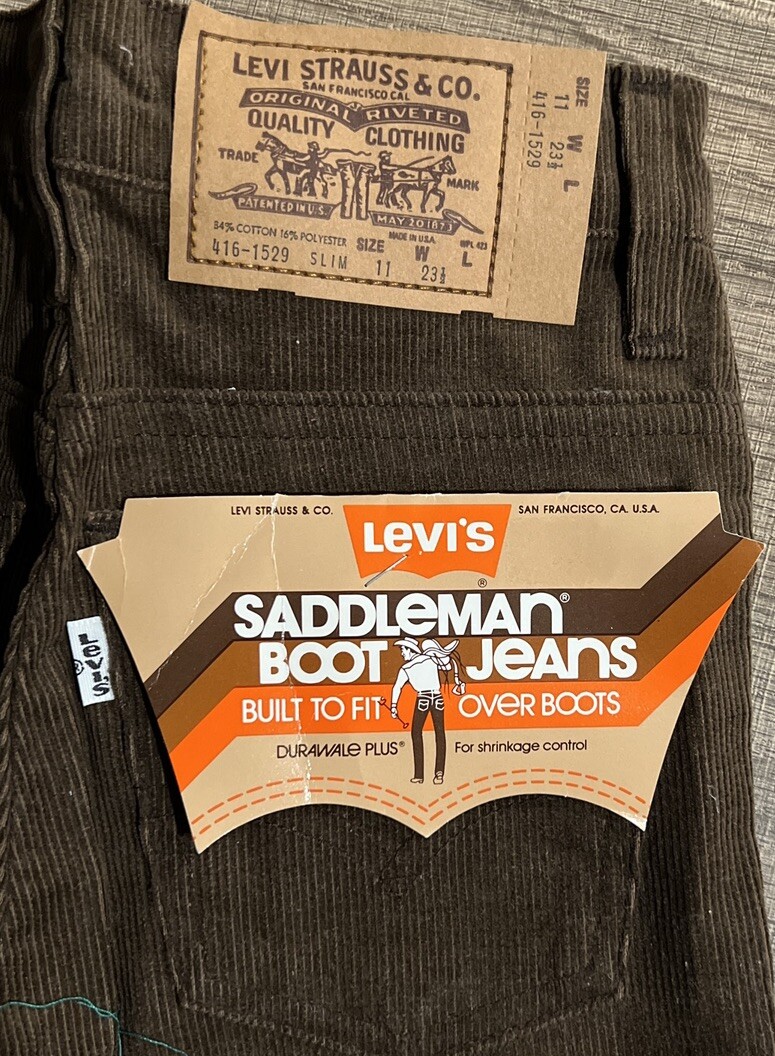 LEVI STRAUSS & CO.
SAN FRANCISCO CAL
ORIGINAL RIVETED
QUALITY CLOTHING
TRADE MARK
PATENTED IN U.S. MAY 20 1873
84% COTTON 16% POLYESTER MADE IN U.S.A. WPL 423
SIZE W L
416-1529 SLIM 11 23½
SIZE W L
11 23½
416-1529
LEVI STRAUSS & CO. SAN FRANCISCO, CA. U.S.A.
LEVI'S
®
SADDLEMAN®
BOOT JEANS
BUILT TO FIT OVER BOOTS
DURAWALE PLUS® For shrinkage control
LEVI'S
®